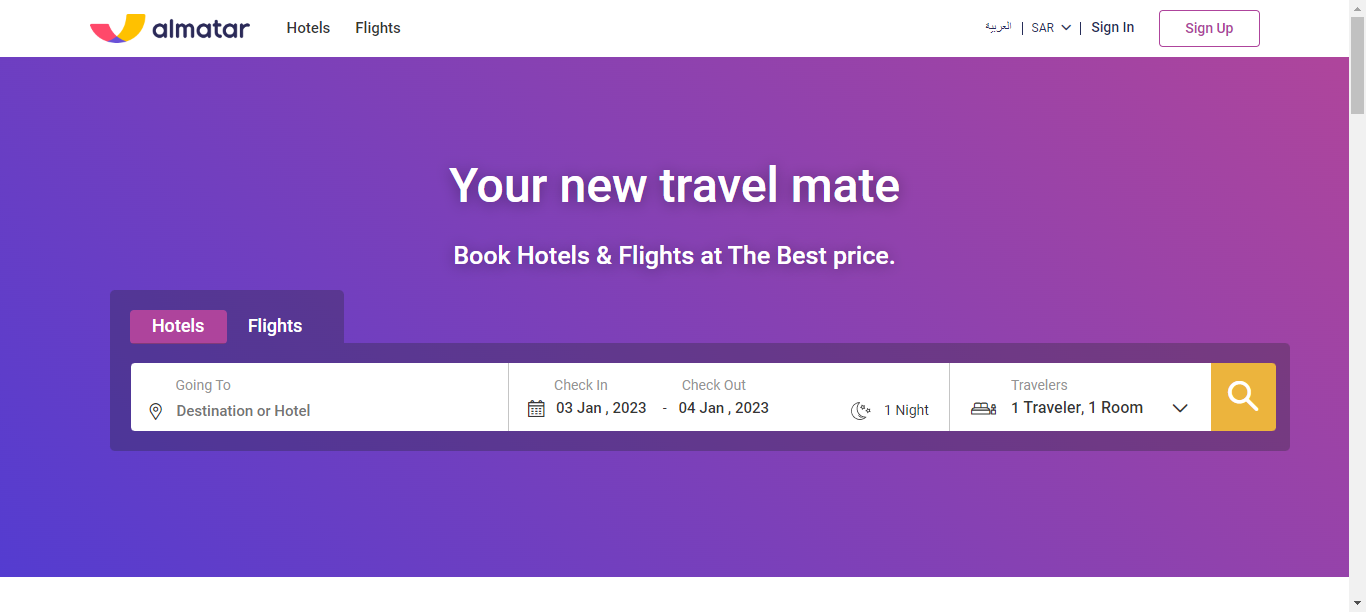 almatar Hotels Flights العربية | SAR | Sign In Sign Up
Your new travel mate
Book Hotels & Flights at The Best price.
Hotels Flights
Going To Check In Check Out Travelers
Destination or Hotel 03 Jan , 2023 - 04 Jan , 2023 1 Night 1 Traveler, 1 Room